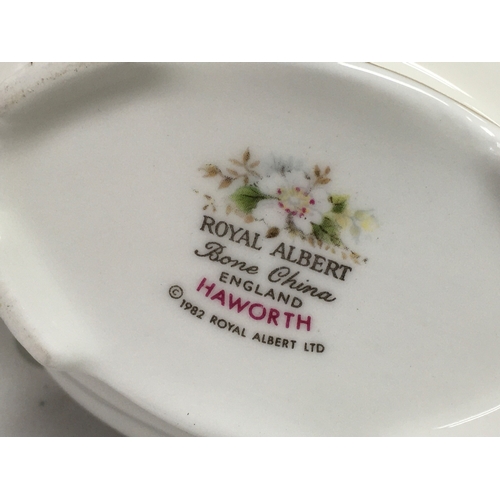 ROYAL ALBERT
Bone China
ENGLAND
HAWORTH
© 1982 ROYAL ALBERT LTD